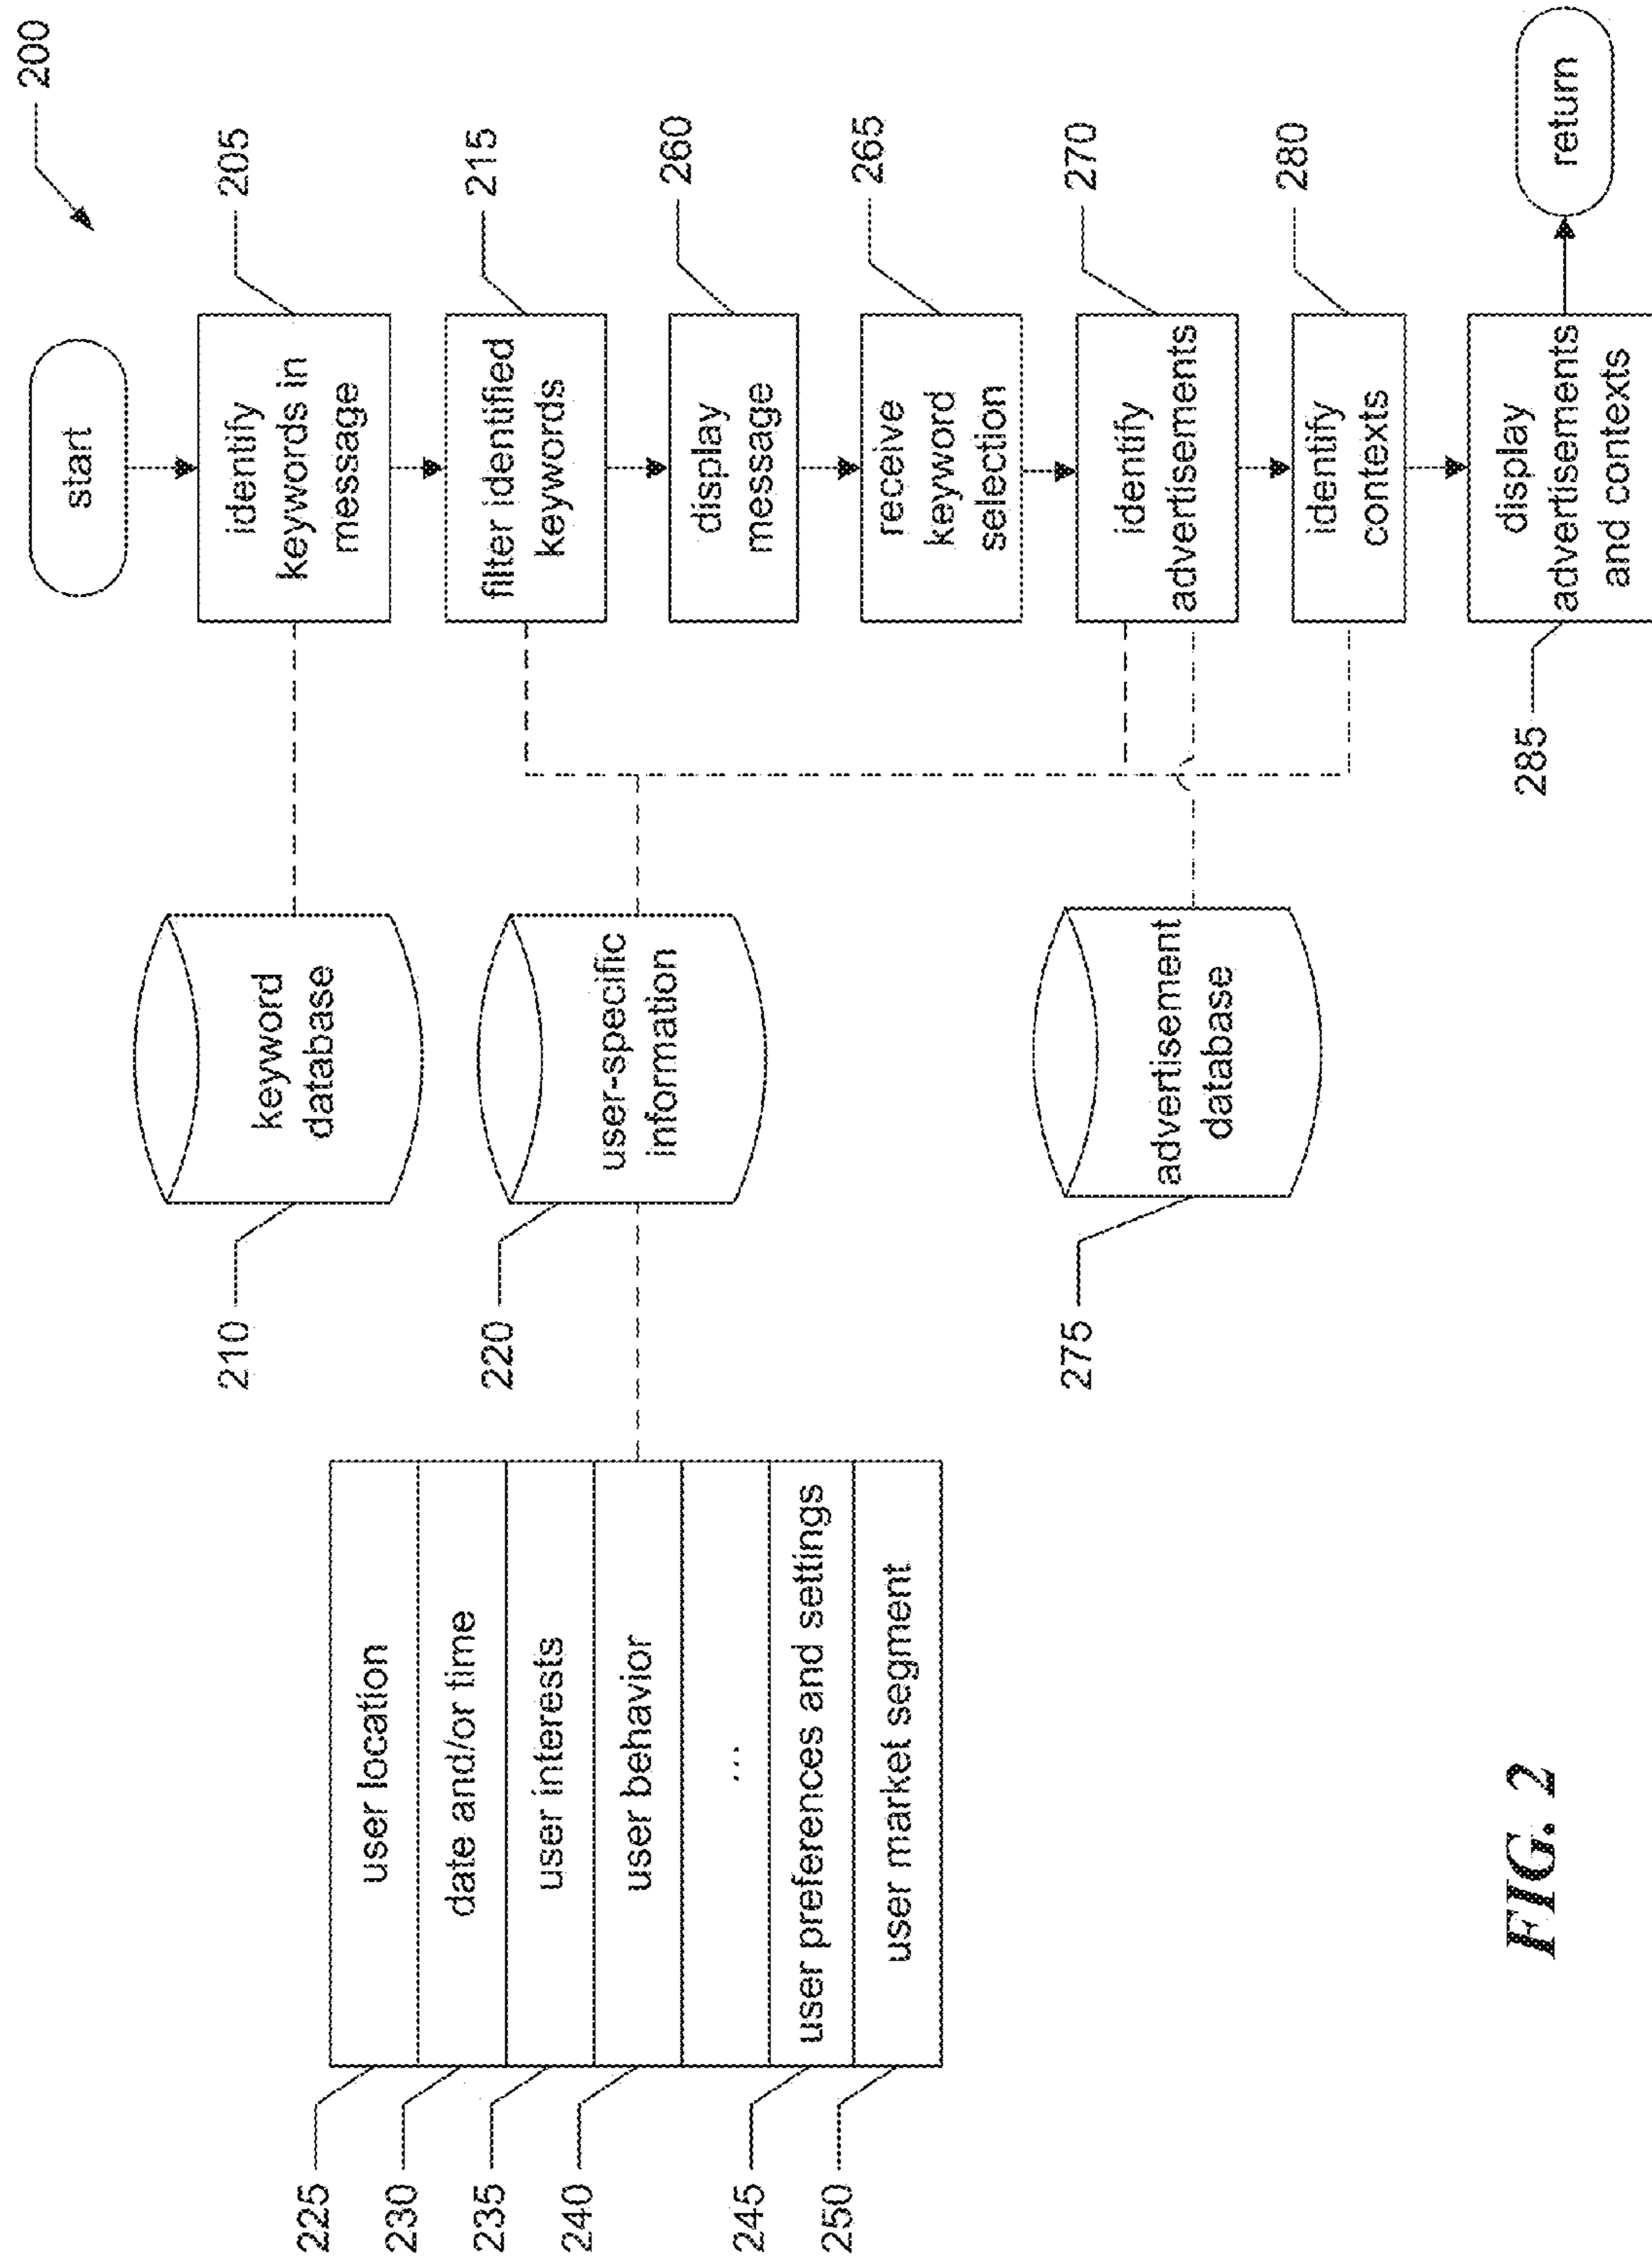 200
start
identify
keywords in
message
205
filter identified
keywords
215
display
message
260
receive
keyword
selection
265
identify
advertisements
270
identify
contexts
280
display
advertisements
and contexts
285
return
keyword
database
210
user-specific
information
220
advertisement
database
275
user location
225
date and/or time
230
user interests
235
user behavior
240
...
user preferences and settings
245
user market segment
250
FIG. 2